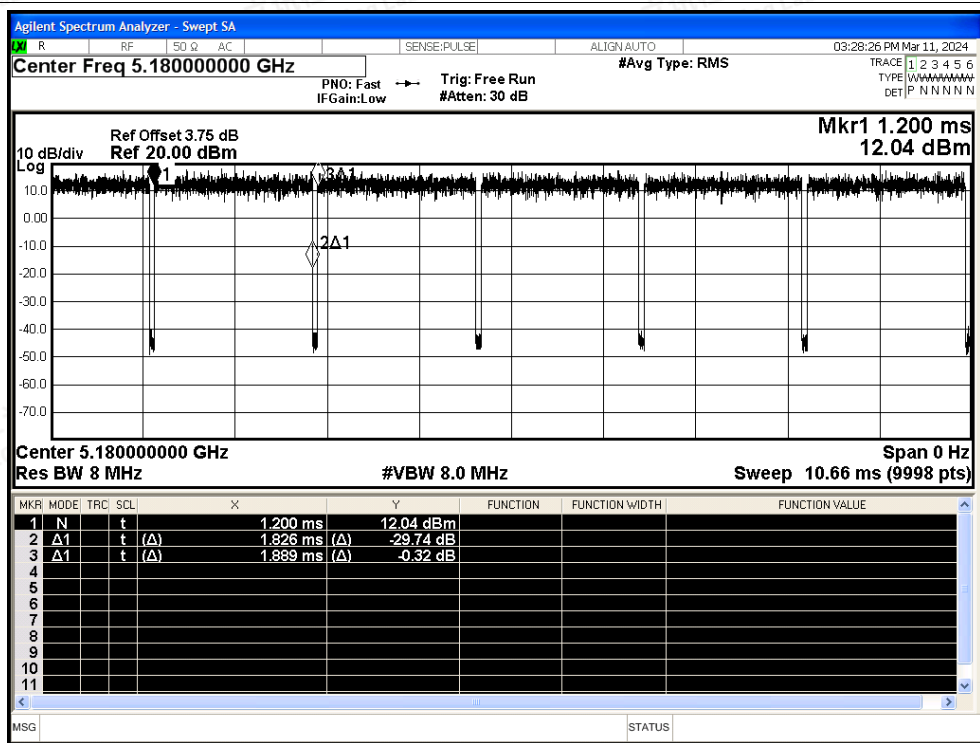 Agilent Spectrum Analyzer - Swept SA
LXI R RF 50 Ω AC SENSE:PULSE ALIGN AUTO 03:28:26 PM Mar 11, 2024
Center Freq 5.180000000 GHz #Avg Type: RMS TRACE 1 2 3 4 5 6
PNO: Fast Trig: Free Run TYPE WWWWWW
IFGain:Low #Atten: 30 dB DET P N N N N N
Mkr1 1.200 ms
12.04 dBm
Ref Offset 3.75 dB
10 dB/div Ref 20.00 dBm
Log
1 3Δ1
10.0
0.00
2Δ1
-10.0
-20.0
-30.0
-40.0
-50.0
-60.0
-70.0
Center 5.180000000 GHz Span 0 Hz
Res BW 8 MHz #VBW 8.0 MHz Sweep 10.66 ms (9998 pts)
MKR MODE TRC SCL X Y FUNCTION FUNCTION WIDTH FUNCTION VALUE
1 N t 1.200 ms 12.04 dBm
2 Δ1 t (Δ) 1.826 ms (Δ) -29.74 dB
3 Δ1 t (Δ) 1.889 ms (Δ) -0.32 dB
4
5
6
7
8
9
10
11
MSG STATUS